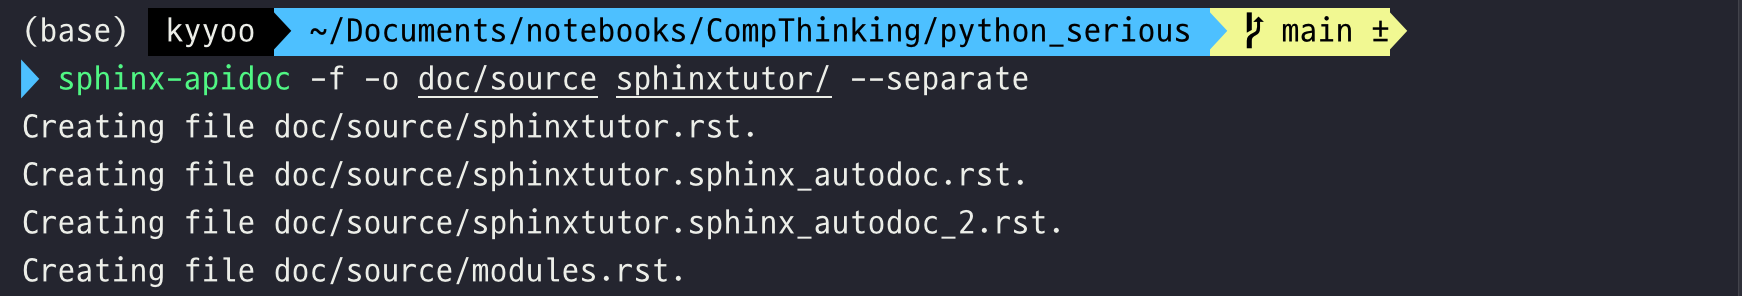 (base) kyyoo ~/Documents/notebooks/CompThinking/python_serious main ±
sphinx-apidoc -f -o doc/source sphinxtutor/ --separate
Creating file doc/source/sphinxtutor.rst.
Creating file doc/source/sphinxtutor.sphinx_autodoc.rst.
Creating file doc/source/sphinxtutor.sphinx_autodoc_2.rst.
Creating file doc/source/modules.rst.